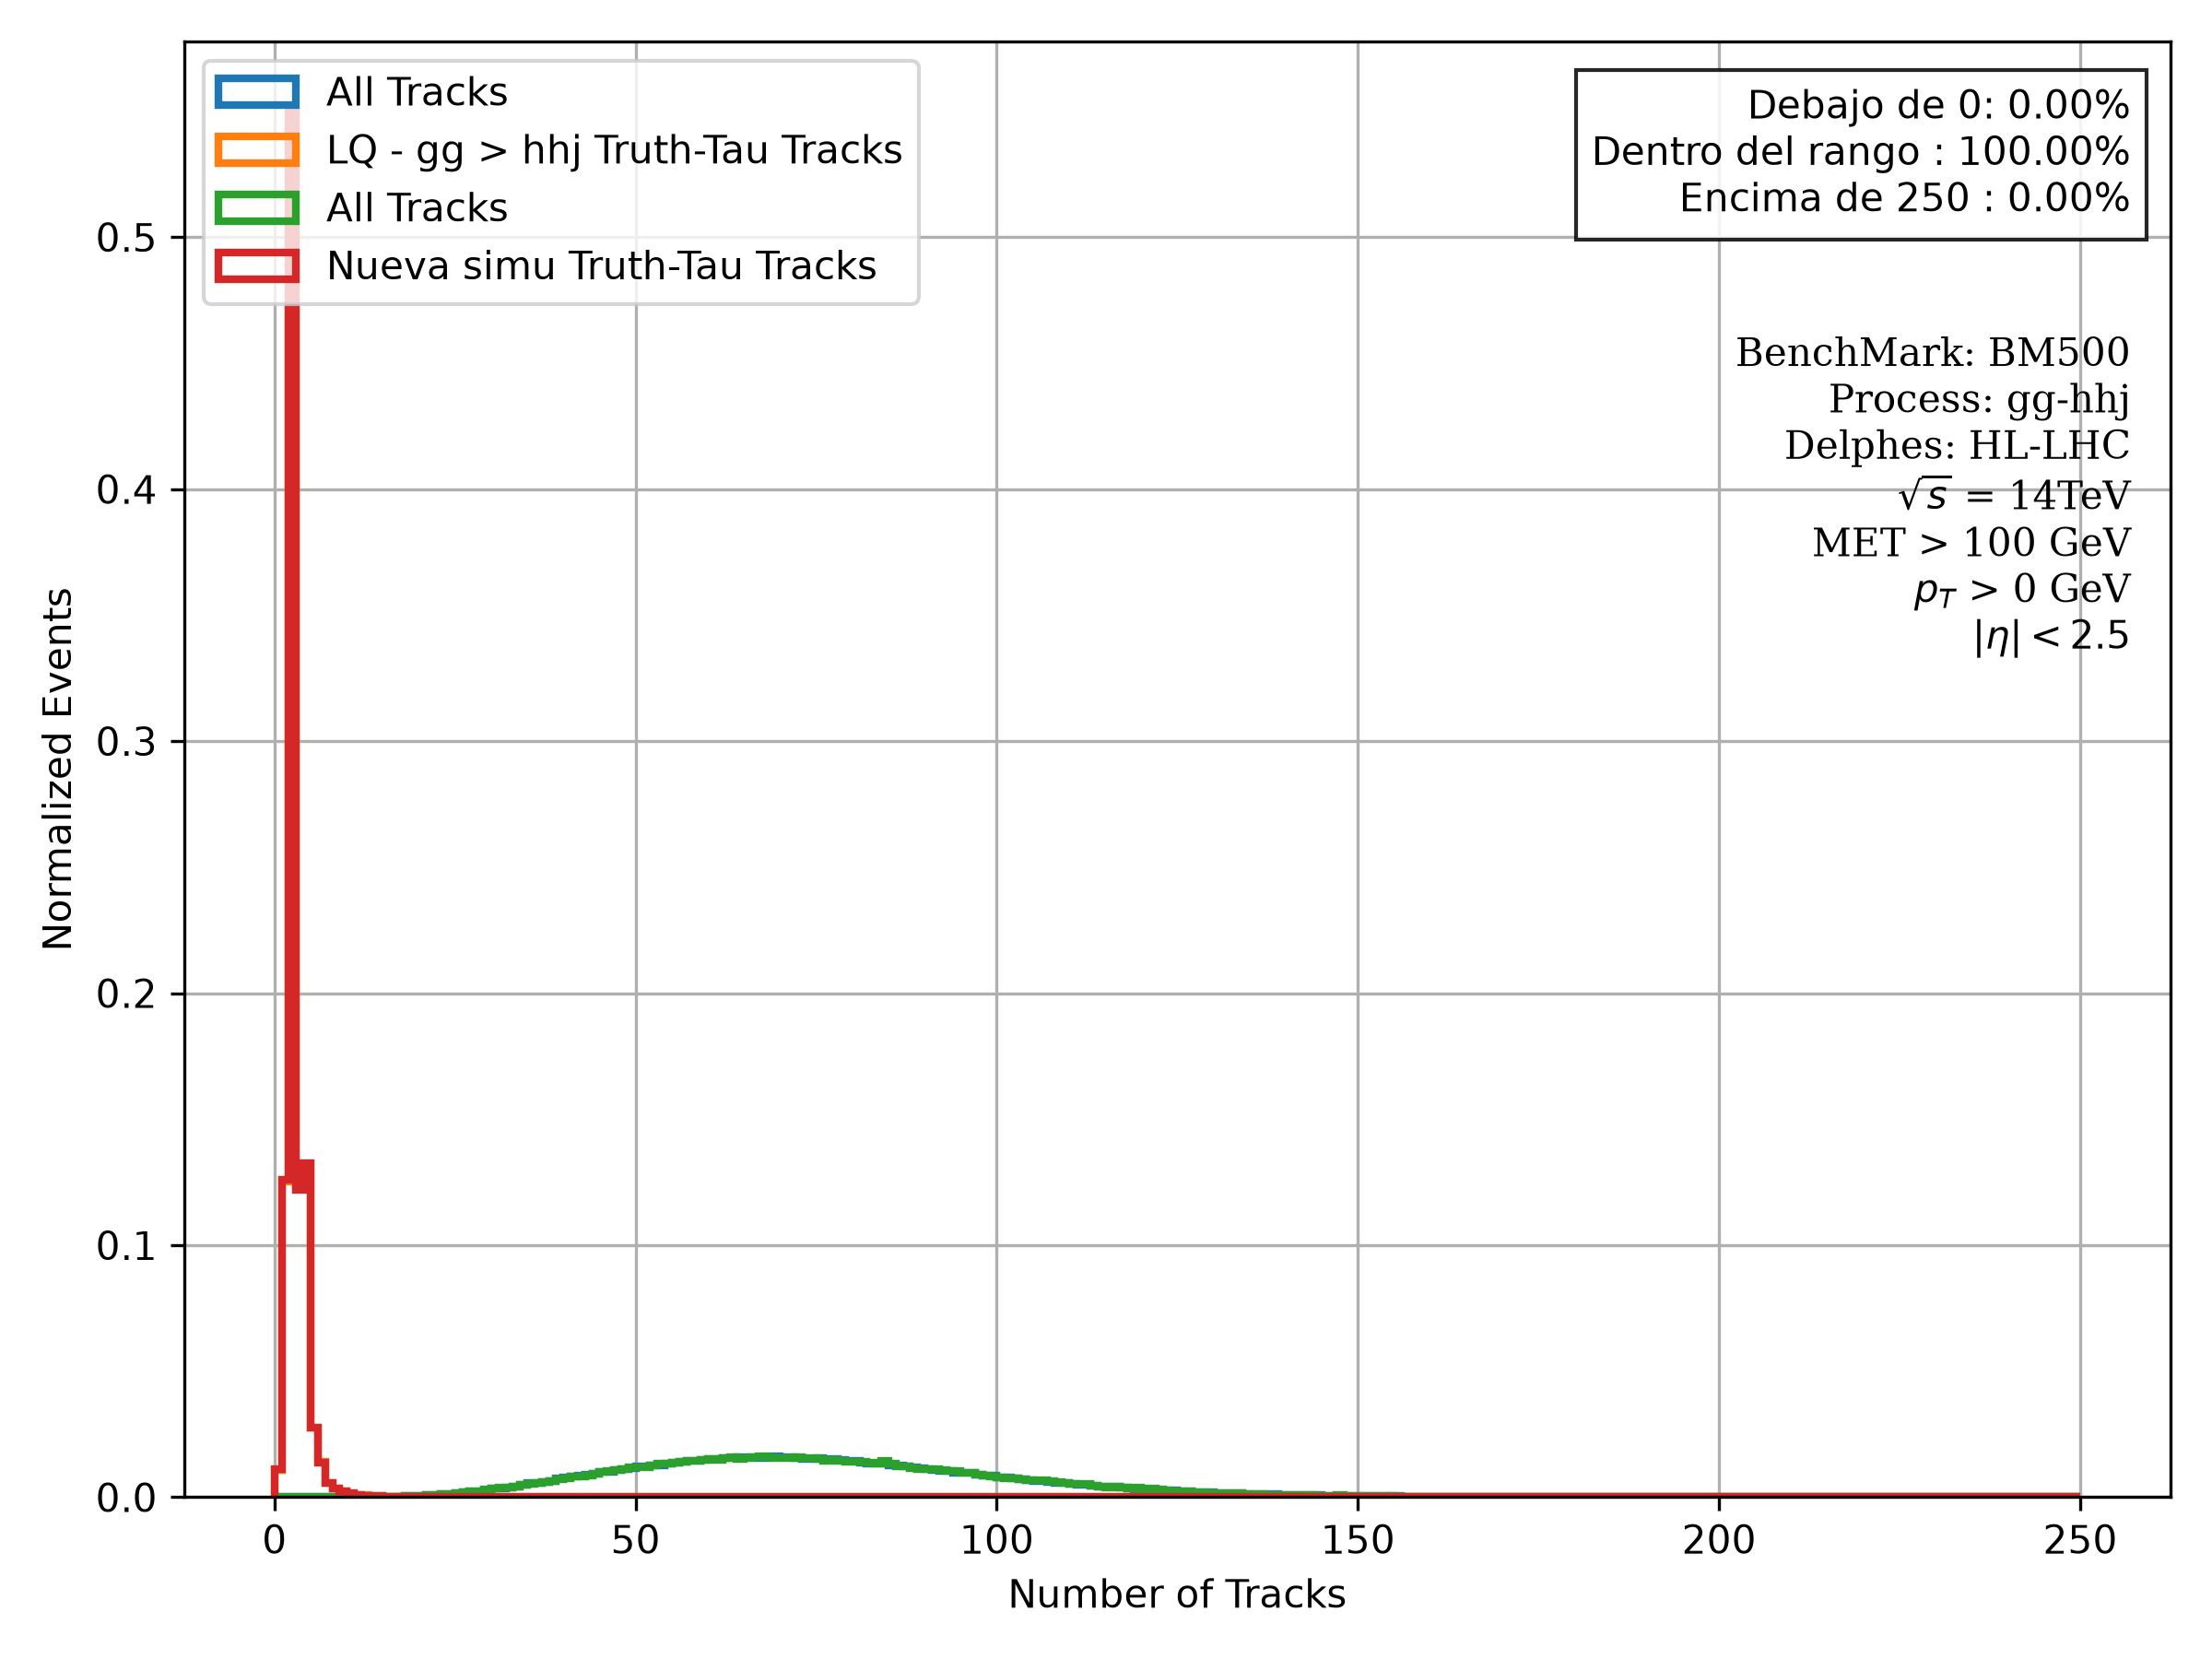 All Tracks
LQ - gg > hhj Truth-Tau Tracks
All Tracks
Nueva simu Truth-Tau Tracks
Debajo de 0: 0.00%
Dentro del rango : 100.00%
Encima de 250 : 0.00%
BenchMark: BM500
Process: gg-hhj
Delphes: HL-LHC
√s = 14TeV
MET > 100 GeV
p_T > 0 GeV
|η| < 2.5
Normalized Events
0.5
0.4
0.3
0.2
0.1
0.0
0 50 100 150 200 250
Number of Tracks